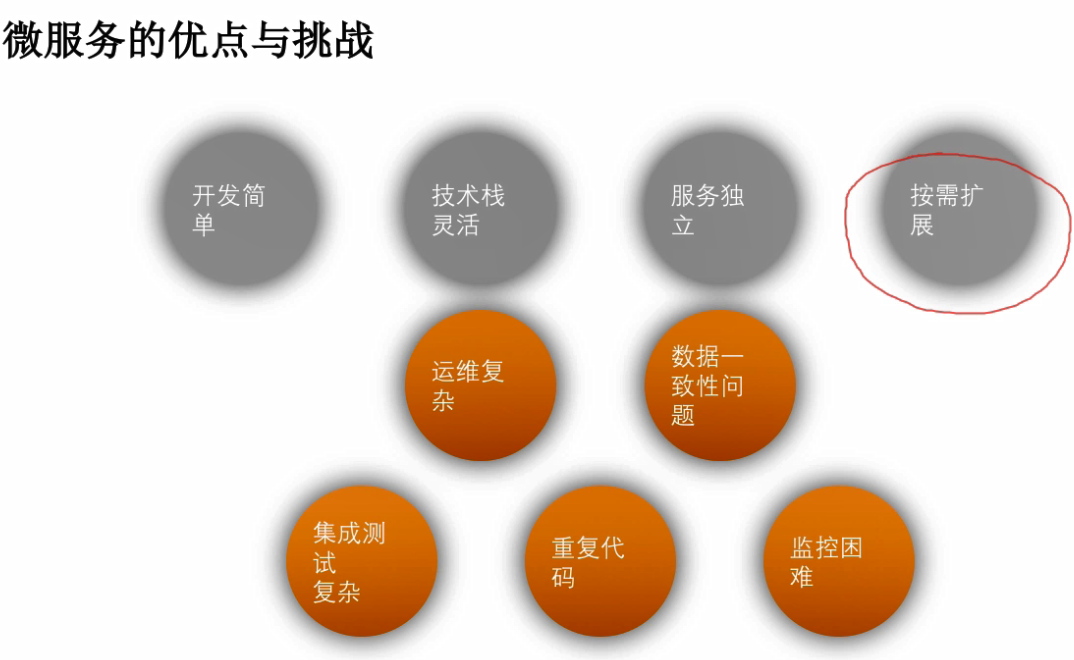 微服务的优点与挑战
开发简
单
技术栈
灵活
服务独
立
按需扩
展
运维复
杂
数据一
致性问
题
集成测
试
复杂
重复代
码
监控困
难